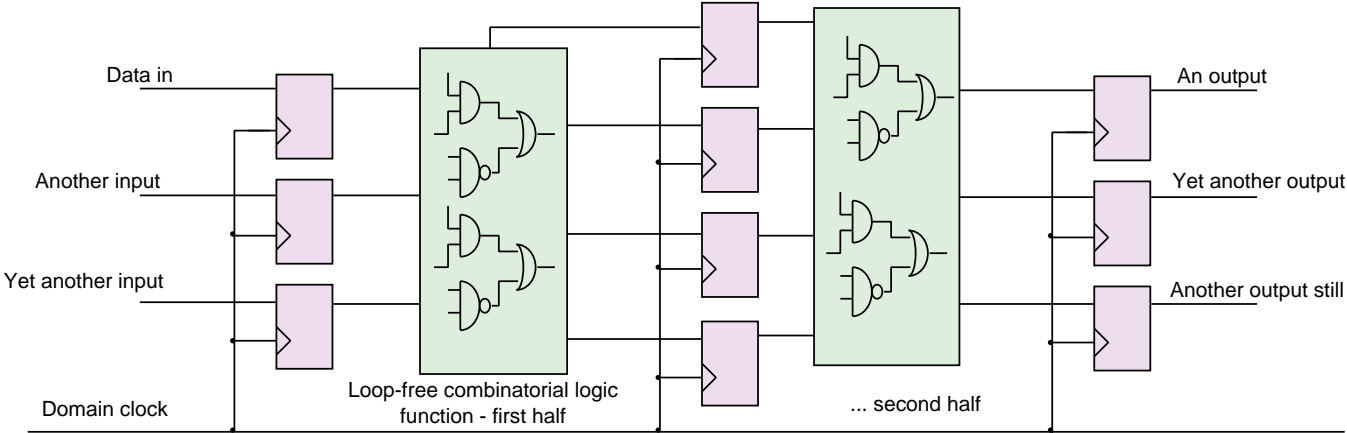 Data in
Another input
Yet another input
Domain clock
Loop-free combinatorial logic
function - first half
... second half
An output
Yet another output
Another output still